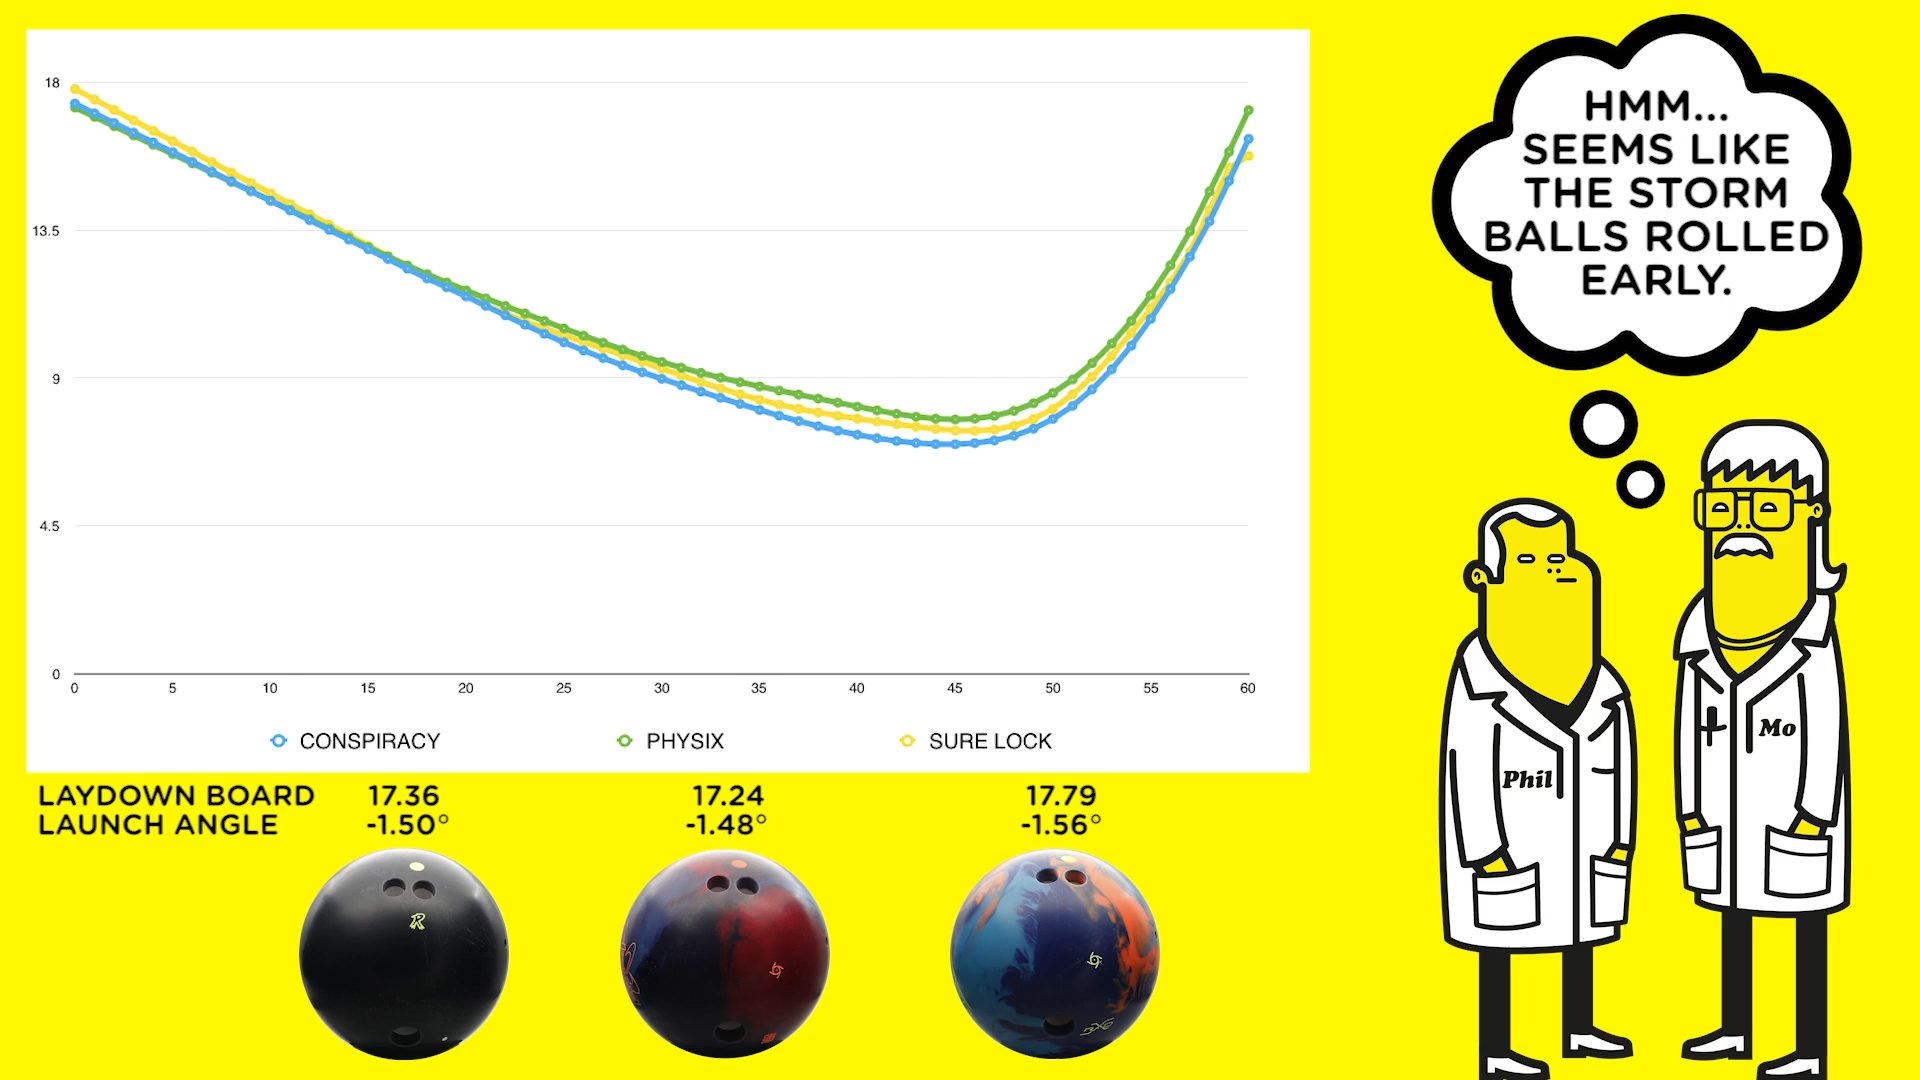 18
13.5
9
4.5
0
0 5 10 15 20 25 30 35 40 45 50 55 60
CONSPIRACY PHYSIX SURE LOCK
LAYDOWN BOARD 17.36 17.24 17.79
LAUNCH ANGLE -1.50° -1.48° -1.56°
R
HMM...
SEEMS LIKE
THE STORM
BALLS ROLLED
EARLY.
Mo
Phil